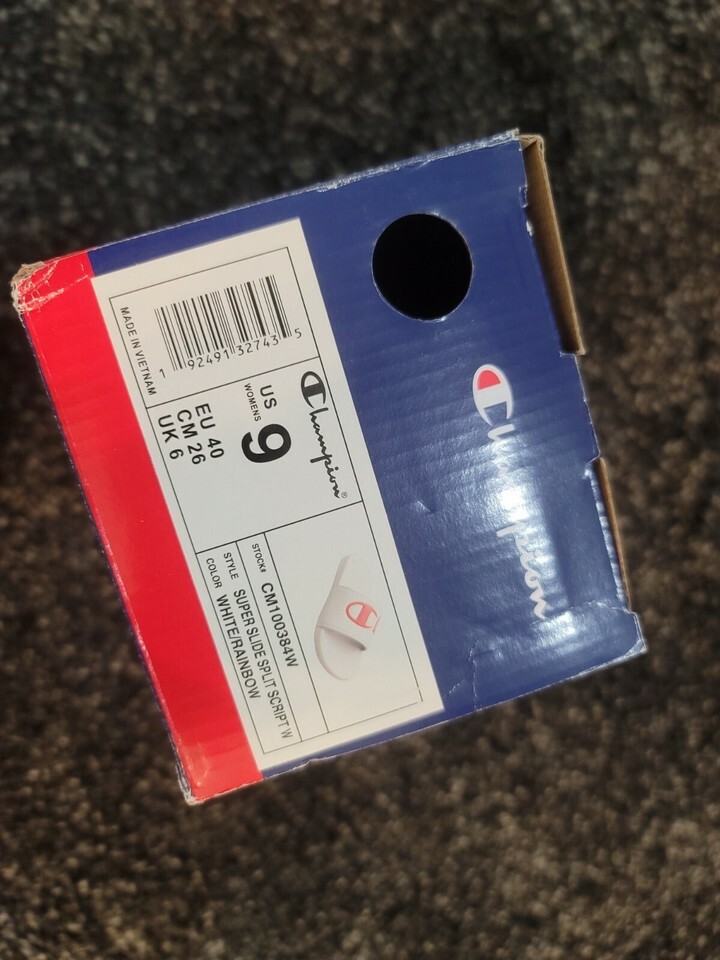 Champion
MADE IN VIETNAM
1 92491 32743 5
Champion®
US
WOMENS
9
EU 40
CM 26
UK 6
STOCK# CM100384W
STYLE SUPER SLIDE SPLIT SCRIPT W
COLOR WHITE/RAINBOW